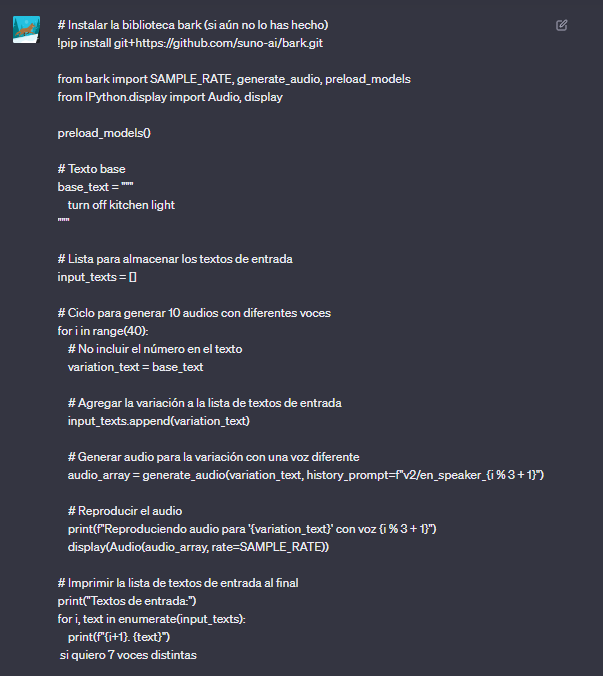 # Instalar la biblioteca bark (si aún no lo has hecho)
!pip install git+https://github.com/suno-ai/bark.git

from bark import SAMPLE_RATE, generate_audio, preload_models
from IPython.display import Audio, display

preload_models()

# Texto base
base_text = """
    turn off kitchen light
"""

# Lista para almacenar los textos de entrada
input_texts = []

# Ciclo para generar 10 audios con diferentes voces
for i in range(40):
    # No incluir el número en el texto
    variation_text = base_text

    # Agregar la variación a la lista de textos de entrada
    input_texts.append(variation_text)

    # Generar audio para la variación con una voz diferente
    audio_array = generate_audio(variation_text, history_prompt=f"v2/en_speaker_{i % 3 + 1}")

    # Reproducir el audio
    print(f"Reproduciendo audio para '{variation_text}' con voz {i % 3 + 1}")
    display(Audio(audio_array, rate=SAMPLE_RATE))

# Imprimir la lista de textos de entrada al final
print("Textos de entrada:")
for i, text in enumerate(input_texts):
    print(f"{i+1}. {text}")
 si quiero 7 voces distintas